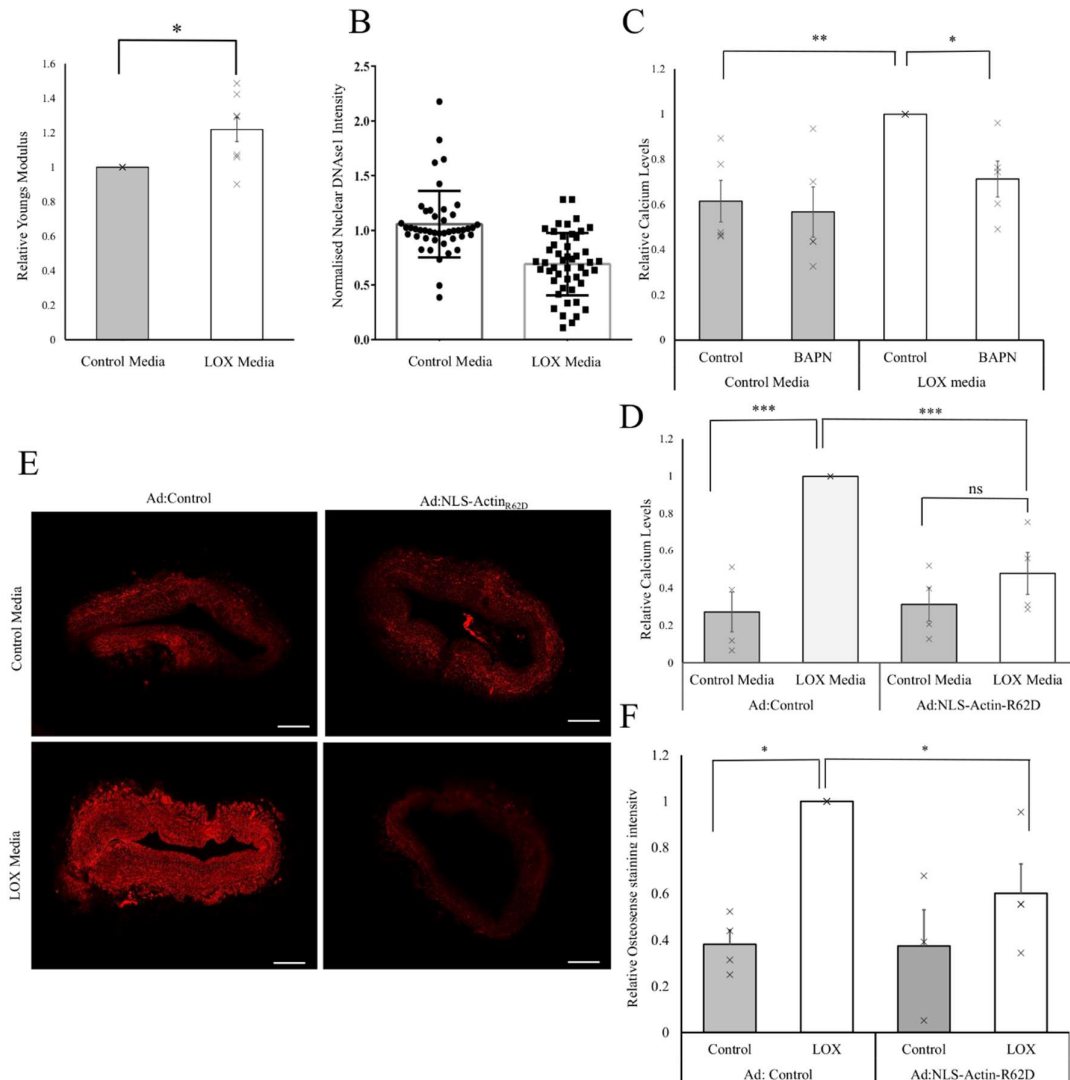 *
Relative Youngs Modulus
1.6
1.4
1.2
1
0.8
0.6
0.4
0.2
0
Control Media
LOX Media
B
Normalised Nuclear DNAse1 Intensity
2.5
2.0
1.5
1.0
0.5
0.0
Control Media
LOX Media
C
**
*
Relative Calcium Levels
1.2
1
0.8
0.6
0.4
0.2
0
Control
BAPN
Control
BAPN
Control Media
LOX media
D
***
***
ns
Relative Calcium Levels
1.2
1
0.8
0.6
0.4
0.2
0
Control Media
LOX Media
Control Media
LOX Media
Ad:Control
Ad:NLS-Actin-R62D
E
Ad:Control
Ad:NLS-ActinR62D
Control Media
LOX Media
F
*
*
Relative Osteosense staining intensity
1.2
1
0.8
0.6
0.4
0.2
0
Control
LOX
Control
LOX
Ad: Control
Ad:NLS-Actin-R62D